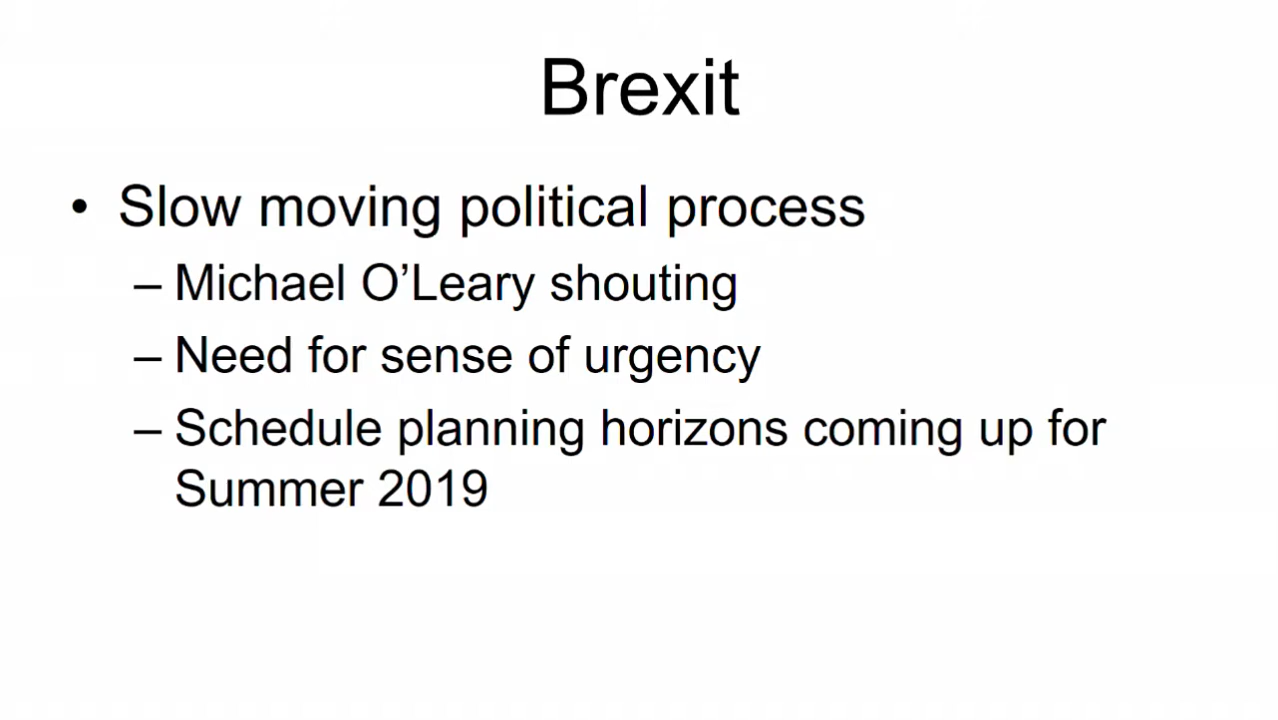 Brexit
• Slow moving political process
– Michael O’Leary shouting
– Need for sense of urgency
– Schedule planning horizons coming up for
Summer 2019